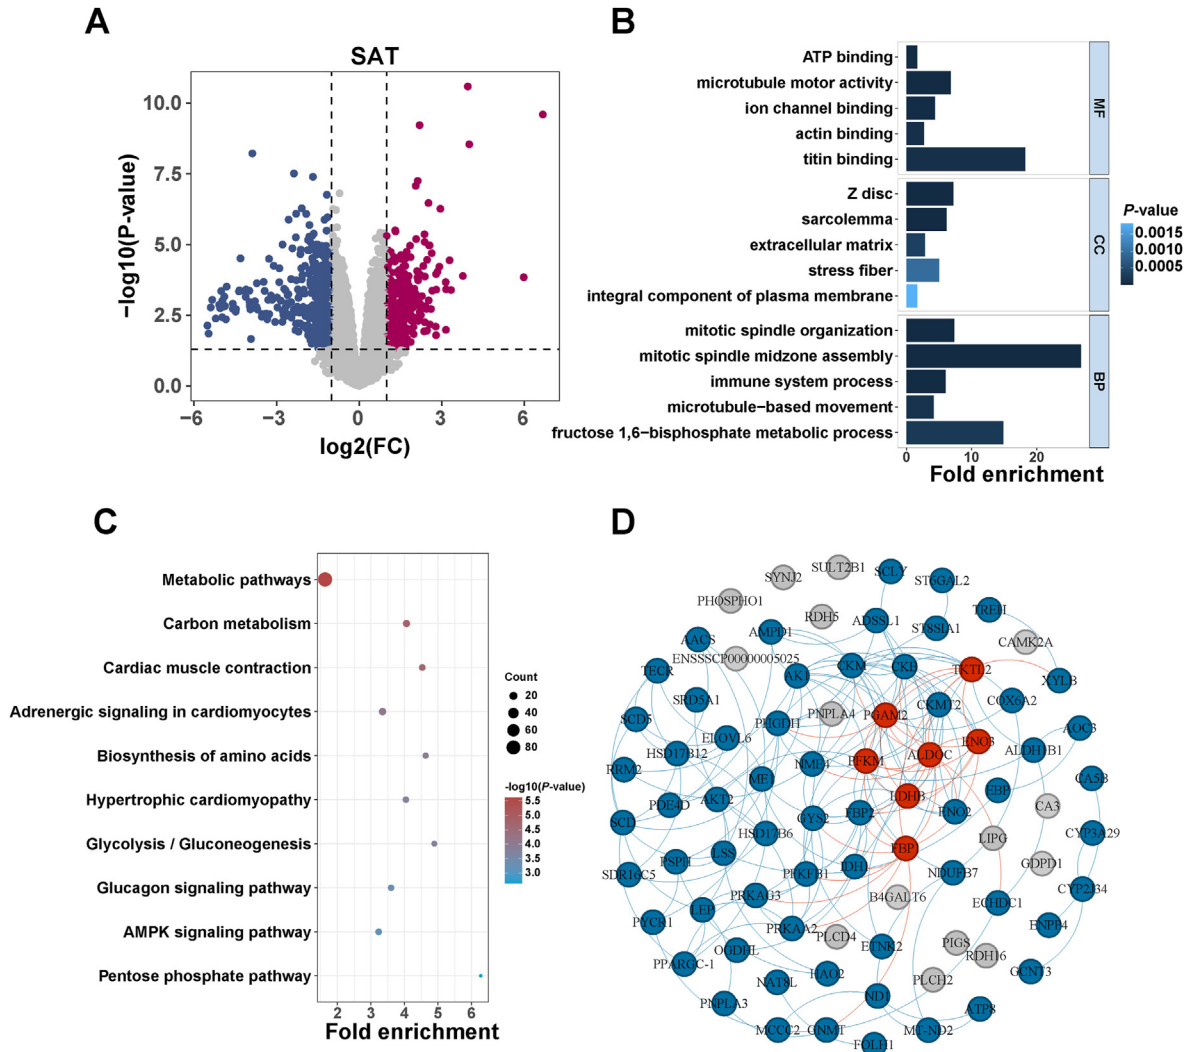 A
SAT
−log10(P-value)
10.0
7.5
5.0
2.5
0.0
−6
−3
0
3
6
log2(FC)
B
ATP binding
microtubule motor activity
ion channel binding
actin binding
titin binding
MF
Z disc
sarcolemma
extracellular matrix
stress fiber
integral component of plasma membrane
CC
mitotic spindle organization
mitotic spindle midzone assembly
immune system process
microtubule−based movement
fructose 1,6−bisphosphate metabolic process
BP
0
10
20
Fold enrichment
P-value
0.0015
0.0010
0.0005
C
Metabolic pathways
Carbon metabolism
Cardiac muscle contraction
Adrenergic signaling in cardiomyocytes
Biosynthesis of amino acids
Hypertrophic cardiomyopathy
Glycolysis / Gluconeogenesis
Glucagon signaling pathway
AMPK signaling pathway
Pentose phosphate pathway
2
3
4
5
6
Fold enrichment
Count
20
40
60
80
-log10(P-value)
5.5
5.0
4.5
4.0
3.5
3.0
D
SULT2B1
SCLY
SYNJ2
ST6GAL2
PHOSPHO1
TREH
RDH5
ADSSL1
ST8SIA1
AMPD1
AACS
CAMK2A
ENSSSCP00000005025
CKM
CKB
TKTL2
TECR
AK1
XYLB
SRD5A1
CKMT2
COX6A2
SCD5
PHGDH
PNPLA4
PGAM2
AOC3
ELOVL6
ENO3
HSD17B12
ALDOC
ALDH1B1
RRM2
NME4
PFKM
CA5B
ME1
EBP
PDE4D
AKT2
LDHB
CA3
SCD
GYS2
FBP2
ENO2
HSD17B6
CYP3A29
LIPG
LSS
FBP1
PSPH
IDH1
GDPD1
SDR16C5
PFKFB1
NDUFB7
CYP2J34
PRKAG3
B4GALT6
ECHDC1
LEP
PYCR1
PRKAA2
ENPP4
PLCD4
OGDHL
ETNK2
PIGS
RDH16
PPARGC-1
HAO2
GCNT3
NAT8L
PLCH2
PNPLA3
ND1
ATP8
MCCC2
GNMT
MT-ND2
FOLH1